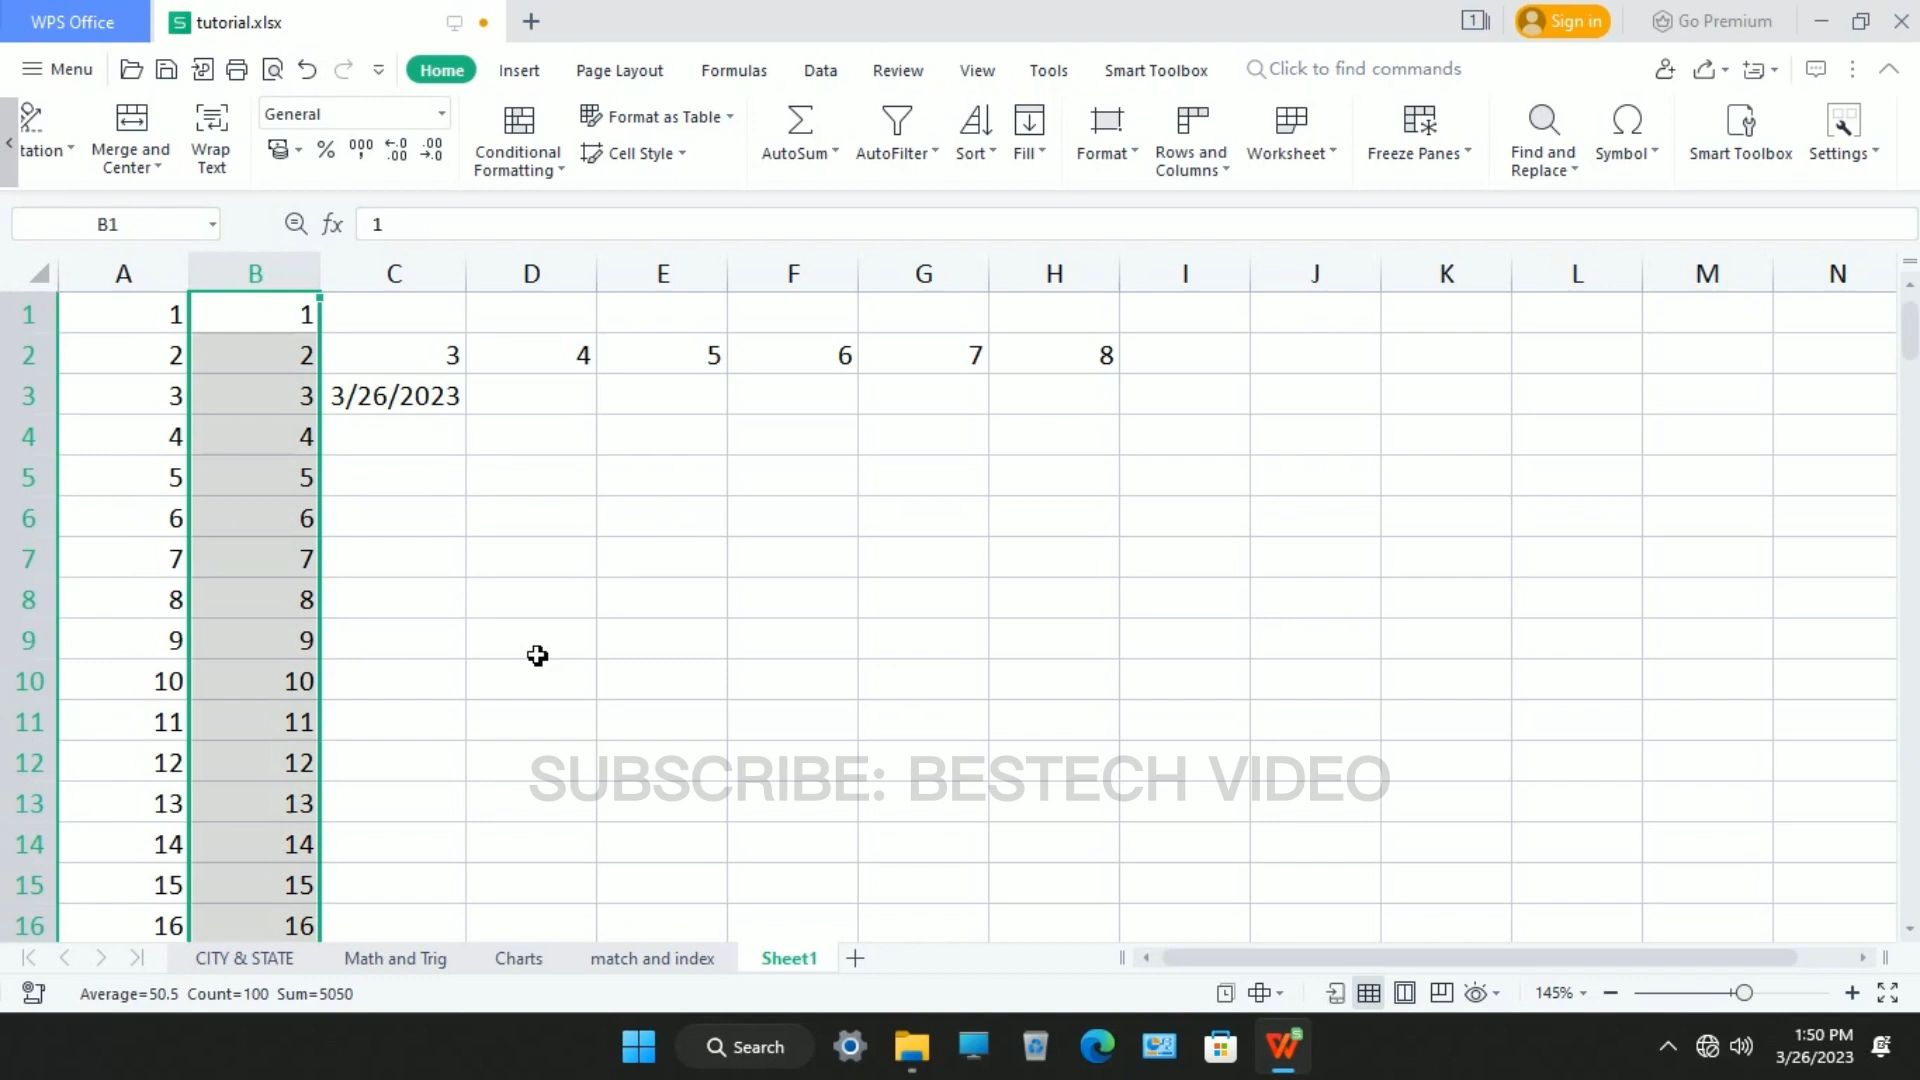 WPS Office tutorial.xlsx Sign in Go Premium
Menu Home Insert Page Layout Formulas Data Review View Tools Smart Toolbox Click to find commands
tation Merge and Center Wrap Text General % 000 Conditional Formatting Format as Table Cell Style AutoSum AutoFilter Sort Fill Format Rows and Columns Worksheet Freeze Panes Find and Replace Symbol Smart Toolbox Settings
B1 fx 1
A B C D E F G H I J K L M N
1 1 1
2 2 2 3 4 5 6 7 8
3 3 3 3/26/2023
4 4 4
5 5 5
6 6 6
7 7 7
8 8 8
9 9 9
10 10 10
11 11 11
12 12 12
SUBSCRIBE: BESTECH VIDEO
13 13 13
14 14 14
15 15 15
16 16 16
CITY & STATE Math and Trig Charts match and index Sheet1
Average=50.5 Count=100 Sum=5050 145%
Search 1:50 PM
3/26/2023